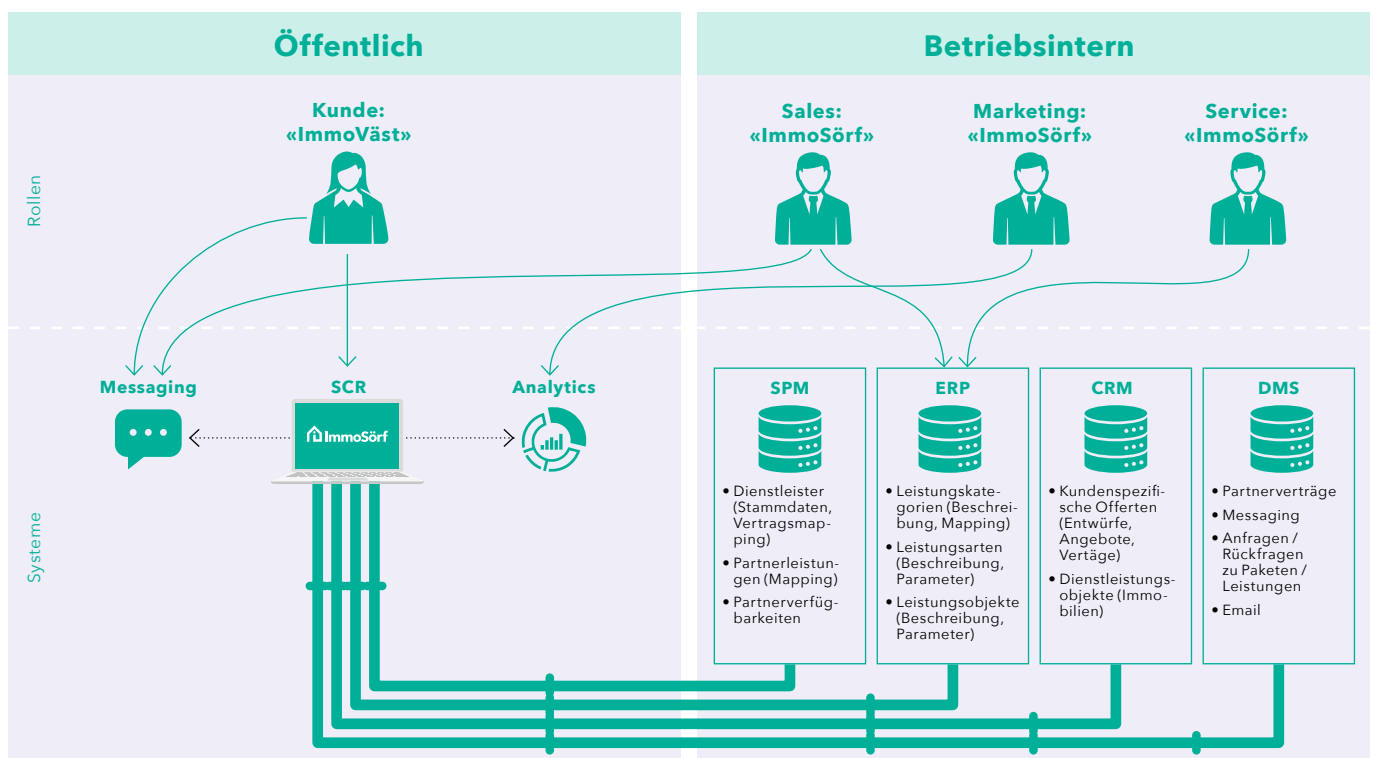 Öffentlich
Betriebsintern
Rollen
Kunde:
«ImmoVäst»
Sales:
«ImmoSörf»
Marketing:
«ImmoSörf»
Service:
«ImmoSörf»
Systeme
Messaging
SCR
ImmoSörf
Analytics
SPM
• Dienstleister
(Stammdaten,
Vertragsmap-
ping)
• Partnerleistun-
gen (Mapping)
• Partnerverfüg-
barkeiten
ERP
• Leistungskate-
gorien (Beschrei-
bung, Mapping)
• Leistungsarten
(Beschreibung,
Parameter)
• Leistungsobjekte
(Beschreibung,
Parameter)
CRM
• Kundenspezifi-
sche Offerten
(Entwürfe,
Angebote,
Vertäge)
• Dienstleistungs-
objekte (Immo-
bilien)
DMS
• Partnerverträge
• Messaging
• Anfragen /
Rückfragen
zu Paketen /
Leistungen
• Email